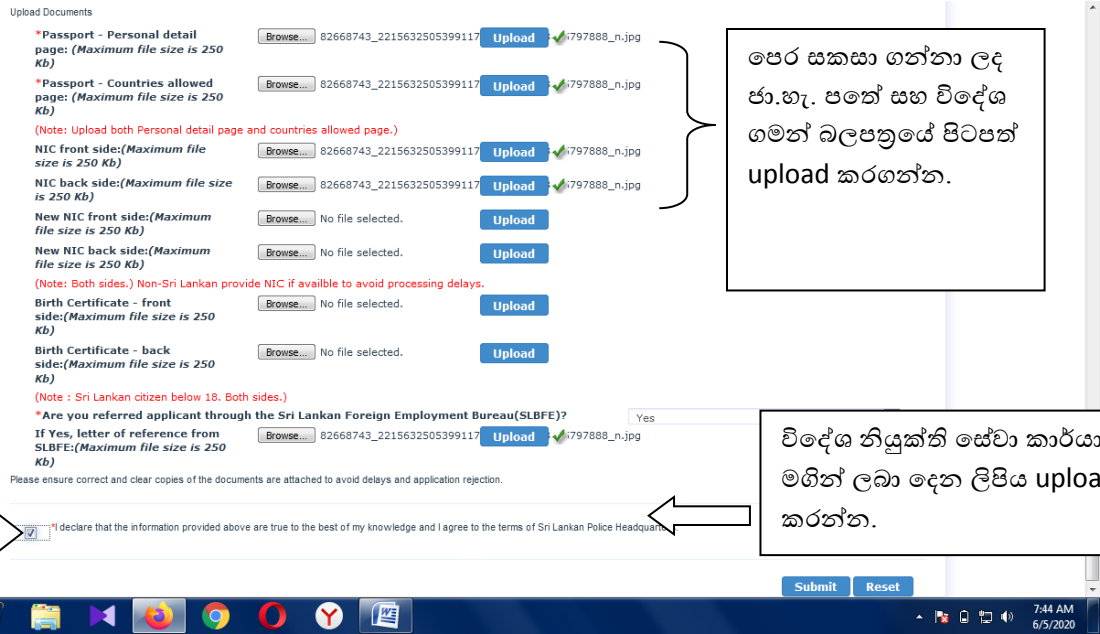 Upload Documents
*Passport - Personal detail
page: (Maximum file size is 250
Kb)
Browse... 82668743_2215632505399117 Upload 797888_n.jpg
*Passport - Countries allowed
page: (Maximum file size is 250
Kb)
Browse... 82668743_2215632505399117 Upload 797888_n.jpg
(Note: Upload both Personal detail page and countries allowed page.)
NIC front side:(Maximum file
size is 250 Kb)
Browse... 82668743_2215632505399117 Upload 797888_n.jpg
NIC back side:(Maximum file size
is 250 Kb)
Browse... 82668743_2215632505399117 Upload 797888_n.jpg
New NIC front side:(Maximum
file size is 250 Kb)
Browse... No file selected. Upload
New NIC back side:(Maximum
file size is 250 Kb)
Browse... No file selected. Upload
(Note: Both sides.) Non-Sri Lankan provide NIC if availble to avoid processing delays.
Birth Certificate - front
side:(Maximum file size is 250
Kb)
Browse... No file selected. Upload
Birth Certificate - back
side:(Maximum file size is 250
Kb)
Browse... No file selected. Upload
(Note : Sri Lankan citizen below 18. Both sides.)
*Are you referred applicant through the Sri Lankan Foreign Employment Bureau(SLBFE)? Yes
If Yes, letter of reference from
SLBFE:(Maximum file size is 250
Kb)
Browse... 82668743_2215632505399117 Upload 797888_n.jpg
Please ensure correct and clear copies of the documents are attached to avoid delays and application rejection.
*I declare that the information provided above are true to the best of my knowledge and I agree to the terms of Sri Lankan Police
Submit Reset
පෙර සකසා ගන්නා ලද
ජා.හැ. පතේ සහ විදේශ
ගමන් බලපත්‍රයේ පිටපත්
upload කරගන්න.
විදේශ නියුක්ති සේවා කාර්යා
මගින් ලබා දෙන ලිපිය uploa
කරන්න.
7:44 AM
6/5/2020